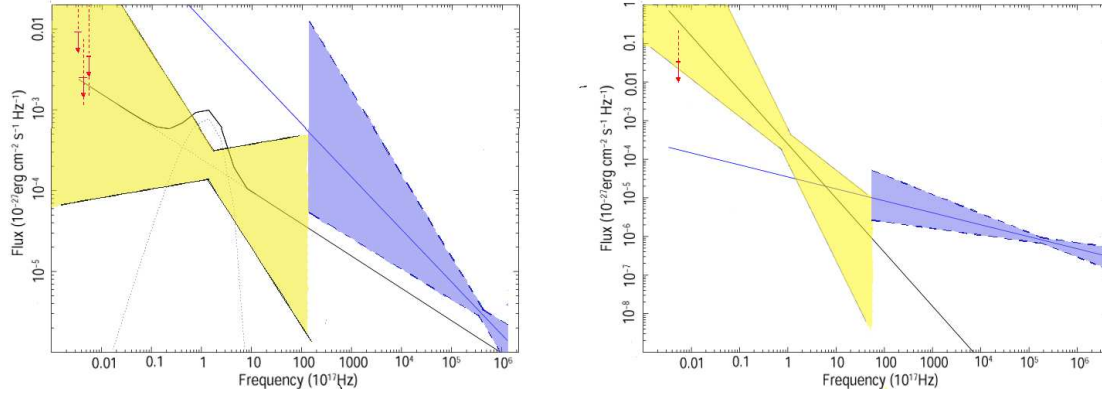 Flux (10⁻²⁷erg cm⁻² s⁻¹ Hz⁻¹)
0.01
10⁻³
10⁻⁴
10⁻⁵
0.01 0.1 1 10 100 1000 10⁴ 10⁵ 10⁶
Frequency (10¹⁷Hz)
Flux (10⁻²⁷erg cm⁻² s⁻¹ Hz⁻¹)
1
0.1
0.01
10⁻³
10⁻⁴
10⁻⁵
10⁻⁶
10⁻⁷
10⁻⁸
0.01 0.1 1 10 100 1000 10⁴ 10⁵ 10⁶
Frequency (10¹⁷Hz)